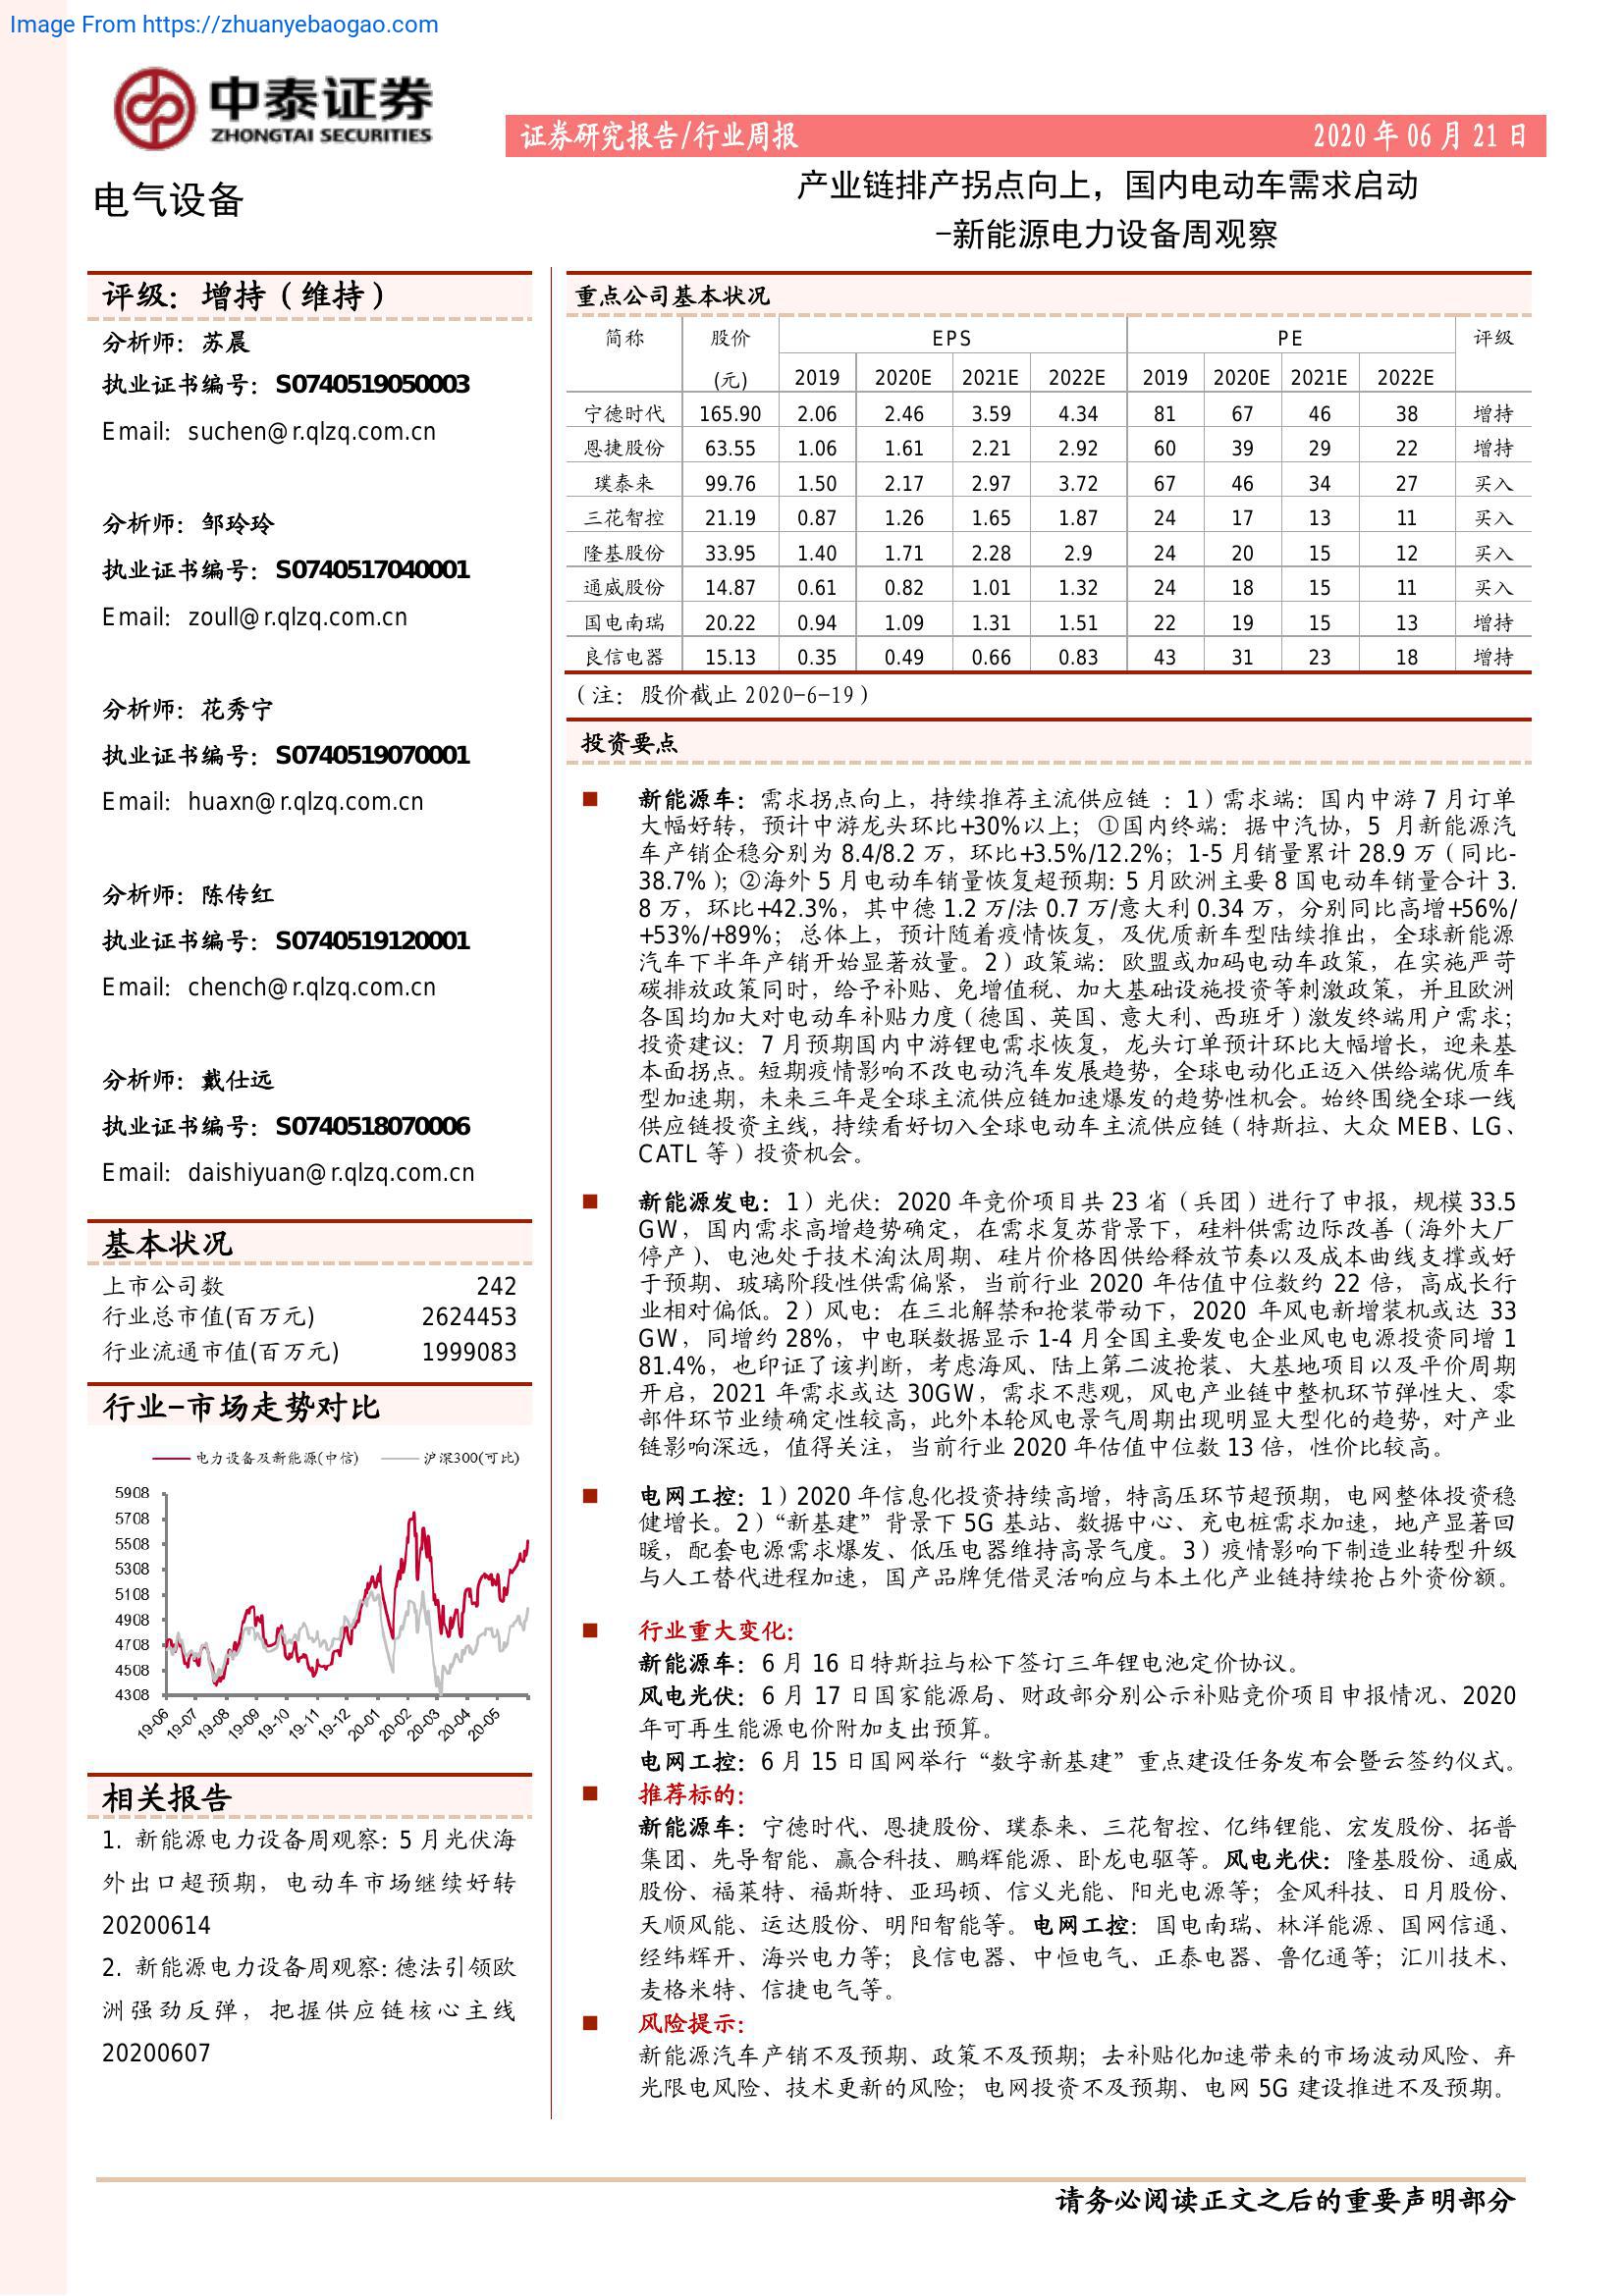 Image From https://zhuanyebaogao.com
中泰证券
ZHONGTAI SECURITIES
证券研究报告/行业周报 2020 年 06 月 21 日
电气设备
产业链排产拐点向上，国内电动车需求启动
-新能源电力设备周观察
评级：增持（维持）
分析师：苏晨
执业证书编号：S0740519050003
Email：suchen@r.qlzq.com.cn
分析师：邹玲玲
执业证书编号：S0740517040001
Email：zoull@r.qlzq.com.cn
分析师：花秀宁
执业证书编号：S0740519070001
Email：huaxn@r.qlzq.com.cn
分析师：陈传红
执业证书编号：S0740519120001
Email：chench@r.qlzq.com.cn
分析师：戴仕远
执业证书编号：S0740518070006
Email：daishiyuan@r.qlzq.com.cn
基本状况
上市公司数 242
行业总市值(百万元) 2624453
行业流通市值(百万元) 1999083
行业-市场走势对比
电力设备及新能源(中信) 沪深300(可比)
5908
5708
5508
5308
5108
4908
4708
4508
4308
19-06 19-07 19-08 19-09 19-10 19-11 19-12 20-01 20-02 20-03 20-04 20-05
相关报告
1. 新能源电力设备周观察：5 月光伏海
外出口超预期，电动车市场继续好转
20200614
2. 新能源电力设备周观察：德法引领欧
洲强劲反弹，把握供应链核心主线
20200607
重点公司基本状况
简称 股价 EPS PE 评级
(元) 2019 2020E 2021E 2022E 2019 2020E 2021E 2022E
宁德时代 165.90 2.06 2.46 3.59 4.34 81 67 46 38 增持
恩捷股份 63.55 1.06 1.61 2.21 2.92 60 39 29 22 增持
璞泰来 99.76 1.50 2.17 2.97 3.72 67 46 34 27 买入
三花智控 21.19 0.87 1.26 1.65 1.87 24 17 13 11 买入
隆基股份 33.95 1.40 1.71 2.28 2.9 24 20 15 12 买入
通威股份 14.87 0.61 0.82 1.01 1.32 24 18 15 11 买入
国电南瑞 20.22 0.94 1.09 1.31 1.51 22 19 15 13 增持
良信电器 15.13 0.35 0.49 0.66 0.83 43 31 23 18 增持
（注：股价截止 2020-6-19）
投资要点
新能源车：需求拐点向上，持续推荐主流供应链 ：1）需求端：国内中游 7 月订单
大幅好转，预计中游龙头环比+30%以上；①国内终端：据中汽协，5 月新能源汽
车产销企稳分别为 8.4/8.2 万，环比+3.5%/12.2%；1-5 月销量累计 28.9 万（同比-
38.7%）；②海外 5 月电动车销量恢复超预期：5 月欧洲主要 8 国电动车销量合计 3.
8 万，环比+42.3%，其中德 1.2 万/法 0.7 万/意大利 0.34 万，分别同比高增+56%/
+53%/+89%；总体上，预计随着疫情恢复，及优质新车型陆续推出，全球新能源
汽车下半年产销开始显著放量。2）政策端：欧盟或加码电动车政策，在实施严苛
碳排放政策同时，给予补贴、免增值税、加大基础设施投资等刺激政策，并且欧洲
各国均加大对电动车补贴力度（德国、英国、意大利、西班牙）激发终端用户需求；
投资建议：7 月预期国内中游锂电需求恢复，龙头订单预计环比大幅增长，迎来基
本面拐点。短期疫情影响不改电动汽车发展趋势，全球电动化正迈入供给端优质车
型加速期，未来三年是全球主流供应链加速爆发的趋势性机会。始终围绕全球一线
供应链投资主线，持续看好切入全球电动车主流供应链（特斯拉、大众 MEB、LG、
CATL 等）投资机会。
新能源发电：1）光伏：2020 年竞价项目共 23 省（兵团）进行了申报，规模 33.5
GW，国内需求高增趋势确定，在需求复苏背景下，硅料供需边际改善（海外大厂
停产）、电池处于技术淘汰周期、硅片价格因供给释放节奏以及成本曲线支撑或好
于预期、玻璃阶段性供需偏紧，当前行业 2020 年估值中位数约 22 倍，高成长行
业相对偏低。2）风电：在三北解禁和抢装带动下，2020 年风电新增装机或达 33
GW，同增约 28%，中电联数据显示 1-4 月全国主要发电企业风电电源投资同增 1
81.4%，也印证了该判断，考虑海风、陆上第二波抢装、大基地项目以及平价周期
开启，2021 年需求或达 30GW，需求不悲观，风电产业链中整机环节弹性大、零
部件环节业绩确定性较高，此外本轮风电景气周期出现明显大型化的趋势，对产业
链影响深远，值得关注，当前行业 2020 年估值中位数 13 倍，性价比较高。
电网工控：1）2020 年信息化投资持续高增，特高压环节超预期，电网整体投资稳
健增长。2）“新基建”背景下 5G 基站、数据中心、充电桩需求加速，地产显著回
暖，配套电源需求爆发、低压电器维持高景气度。3）疫情影响下制造业转型升级
与人工替代进程加速，国产品牌凭借灵活响应与本土化产业链持续抢占外资份额。
行业重大变化：
新能源车：6 月 16 日特斯拉与松下签订三年锂电池定价协议。
风电光伏：6 月 17 日国家能源局、财政部分别公示补贴竞价项目申报情况、2020
年可再生能源电价附加支出预算。
电网工控：6 月 15 日国网举行“数字新基建”重点建设任务发布会暨云签约仪式。
推荐标的：
新能源车：宁德时代、恩捷股份、璞泰来、三花智控、亿纬锂能、宏发股份、拓普
集团、先导智能、赢合科技、鹏辉能源、卧龙电驱等。风电光伏：隆基股份、通威
股份、福莱特、福斯特、亚玛顿、信义光能、阳光电源等；金风科技、日月股份、
天顺风能、运达股份、明阳智能等。电网工控：国电南瑞、林洋能源、国网信通、
经纬辉开、海兴电力等；良信电器、中恒电气、正泰电器、鲁亿通等；汇川技术、
麦格米特、信捷电气等。
风险提示：
新能源汽车产销不及预期、政策不及预期；去补贴化加速带来的市场波动风险、弃
光限电风险、技术更新的风险；电网投资不及预期、电网 5G 建设推进不及预期。
请务必阅读正文之后的重要声明部分